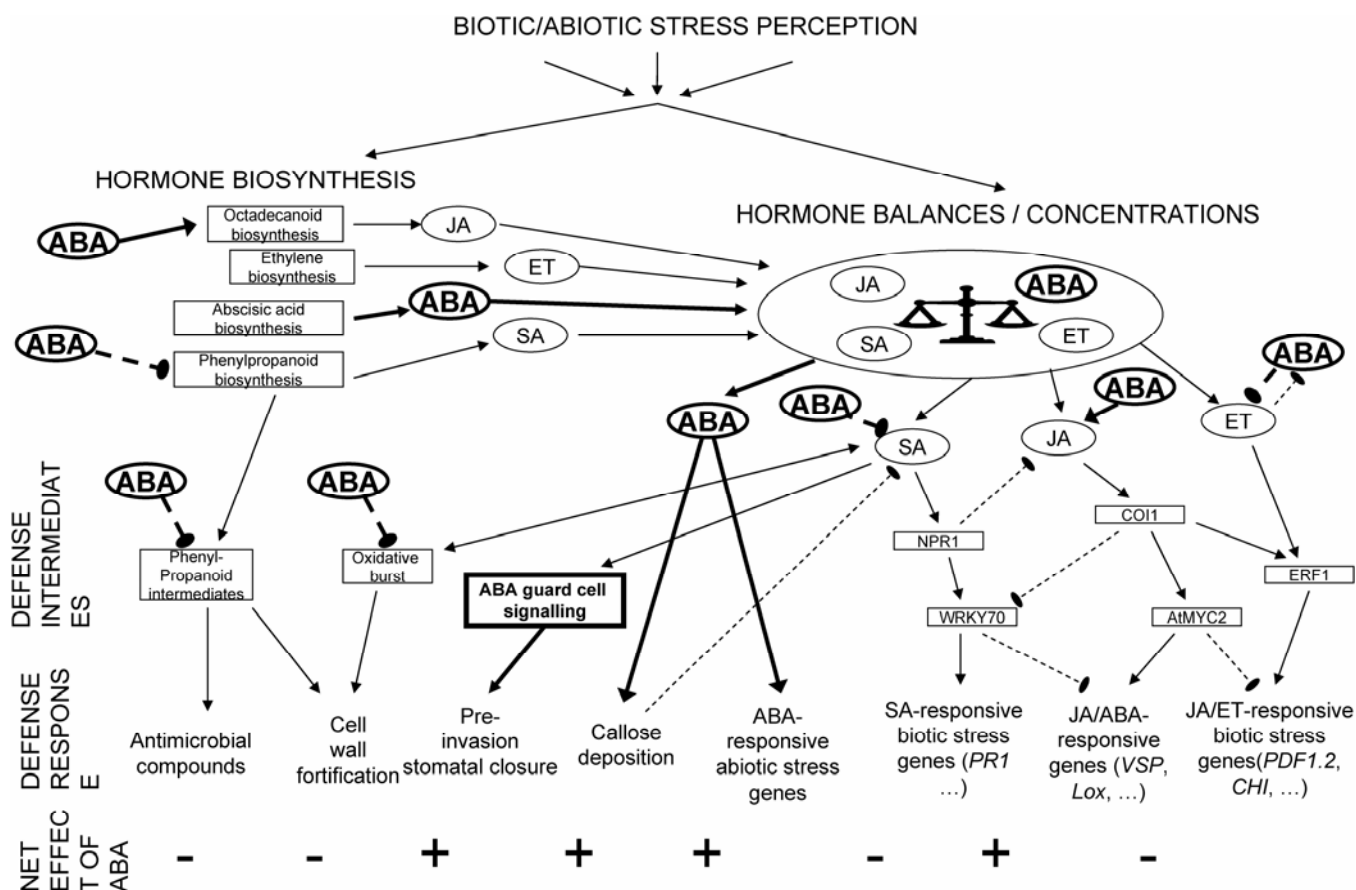 BIOTIC/ABIOTIC STRESS PERCEPTION
HORMONE BIOSYNTHESIS
HORMONE BALANCES / CONCENTRATIONS
ABA
Octadecanoid
biosynthesis
JA
Ethylene
biosynthesis
ET
Abscisic acid
biosynthesis
ABA
ABA
Phenylpropanoid
biosynthesis
SA
JA
ABA
SA
ET
ABA
ABA
SA
ABA
JA
ABA
ET
ABA
ABA
DEFENSE
INTERMEDIAT
ES
Phenyl-
Propanoid
intermediates
Oxidative
burst
ABA guard cell
signalling
NPR1
COI1
ERF1
WRKY70
AtMYC2
DEFENSE
RESPONS
E
Antimicrobial
compounds
Cell
wall
fortification
Pre-
invasion
stomatal closure
Callose
deposition
ABA-
responsive
abiotic stress
genes
SA-responsive
biotic stress
genes (PR1
…)
JA/ABA-
responsive
genes (VSP,
Lox, …)
JA/ET-responsive
biotic stress
genes(PDF1.2,
CHI, …)
NET
EFFEC
T OF
ABA
- - + + + - + -